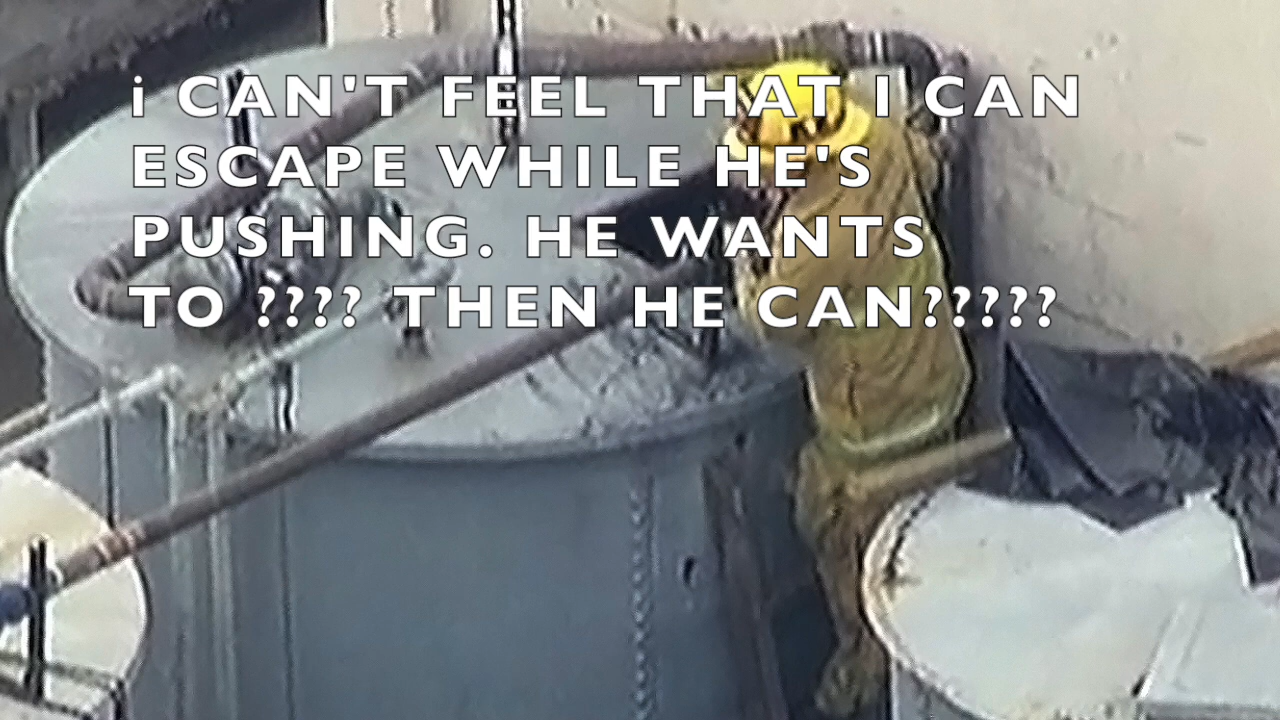 i CAN'T FEEL THAT I CAN
ESCAPE WHILE HE'S
PUSHING. HE WANTS
TO ???? THEN HE CAN?????